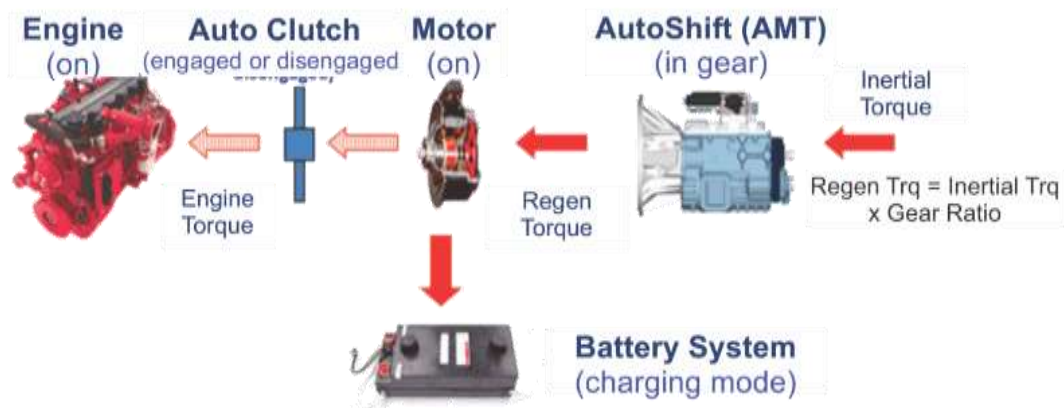 Engine
(on)
Auto Clutch
(engaged or disengaged
disengaged)
Motor
(on)
AutoShift (AMT)
(in gear)
Inertial
Torque
Engine
Torque
Regen
Torque
Regen Trq = Inertial Trq
x Gear Ratio
Battery System
(charging mode)